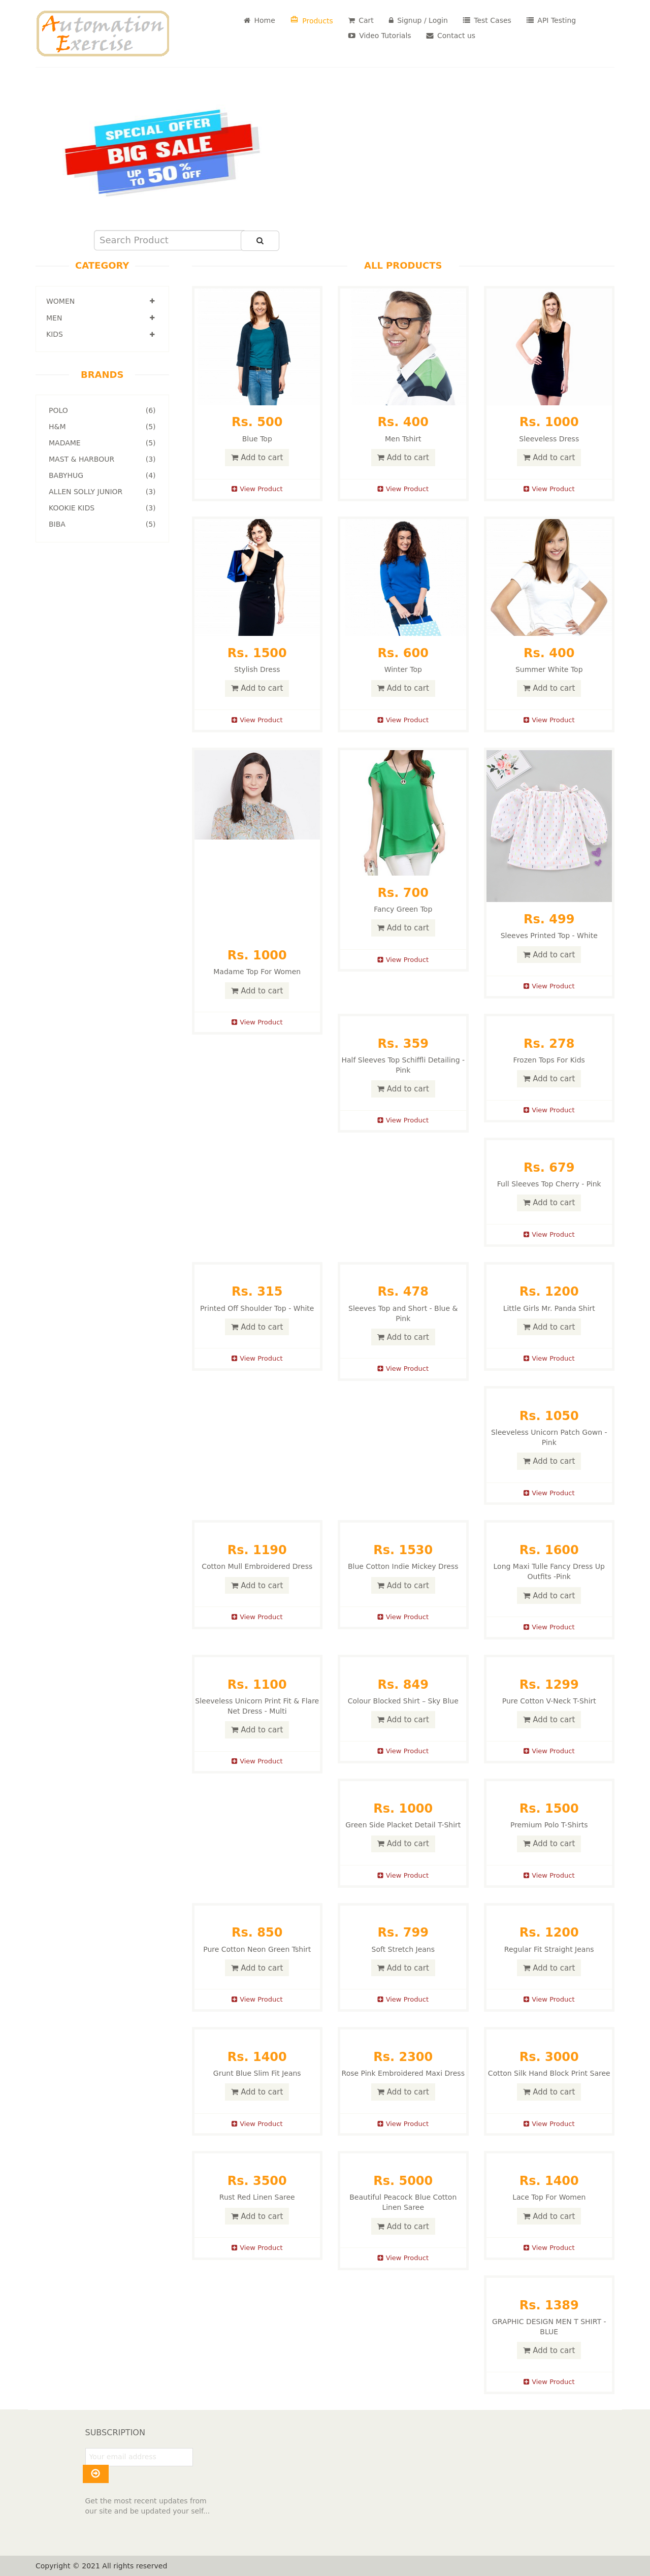 Automation
Exercise
Home
Products
Cart
Signup / Login
Test Cases
API Testing
Video Tutorials
Contact us
SPECIAL OFFER
BIG SALE
UP TO 50% OFF
Search Product
CATEGORY
WOMEN
MEN
KIDS
BRANDS
POLO (6)
H&M (5)
MADAME (5)
MAST & HARBOUR (3)
BABYHUG (4)
ALLEN SOLLY JUNIOR (3)
KOOKIE KIDS (3)
BIBA (5)
ALL PRODUCTS
Rs. 500
Blue Top
Add to cart
View Product
Rs. 400
Men Tshirt
Add to cart
View Product
Rs. 1000
Sleeveless Dress
Add to cart
View Product
Rs. 1500
Stylish Dress
Add to cart
View Product
Rs. 600
Winter Top
Add to cart
View Product
Rs. 400
Summer White Top
Add to cart
View Product
Rs. 1000
Madame Top For Women
Add to cart
View Product
Rs. 700
Fancy Green Top
Add to cart
View Product
Rs. 499
Sleeves Printed Top - White
Add to cart
View Product
Rs. 359
Half Sleeves Top Schiffli Detailing -
Pink
Add to cart
View Product
Rs. 278
Frozen Tops For Kids
Add to cart
View Product
Rs. 679
Full Sleeves Top Cherry - Pink
Add to cart
View Product
Rs. 315
Printed Off Shoulder Top - White
Add to cart
View Product
Rs. 478
Sleeves Top and Short - Blue &
Pink
Add to cart
View Product
Rs. 1200
Little Girls Mr. Panda Shirt
Add to cart
View Product
Rs. 1050
Sleeveless Unicorn Patch Gown -
Pink
Add to cart
View Product
Rs. 1190
Cotton Mull Embroidered Dress
Add to cart
View Product
Rs. 1530
Blue Cotton Indie Mickey Dress
Add to cart
View Product
Rs. 1600
Long Maxi Tulle Fancy Dress Up
Outfits -Pink
Add to cart
View Product
Rs. 1100
Sleeveless Unicorn Print Fit & Flare
Net Dress - Multi
Add to cart
View Product
Rs. 849
Colour Blocked Shirt – Sky Blue
Add to cart
View Product
Rs. 1299
Pure Cotton V-Neck T-Shirt
Add to cart
View Product
Rs. 1000
Green Side Placket Detail T-Shirt
Add to cart
View Product
Rs. 1500
Premium Polo T-Shirts
Add to cart
View Product
Rs. 850
Pure Cotton Neon Green Tshirt
Add to cart
View Product
Rs. 799
Soft Stretch Jeans
Add to cart
View Product
Rs. 1200
Regular Fit Straight Jeans
Add to cart
View Product
Rs. 1400
Grunt Blue Slim Fit Jeans
Add to cart
View Product
Rs. 2300
Rose Pink Embroidered Maxi Dress
Add to cart
View Product
Rs. 3000
Cotton Silk Hand Block Print Saree
Add to cart
View Product
Rs. 3500
Rust Red Linen Saree
Add to cart
View Product
Rs. 5000
Beautiful Peacock Blue Cotton
Linen Saree
Add to cart
View Product
Rs. 1400
Lace Top For Women
Add to cart
View Product
Rs. 1389
GRAPHIC DESIGN MEN T SHIRT -
BLUE
Add to cart
View Product
SUBSCRIPTION
Your email address
Get the most recent updates from
our site and be updated your self...
Copyright © 2021 All rights reserved